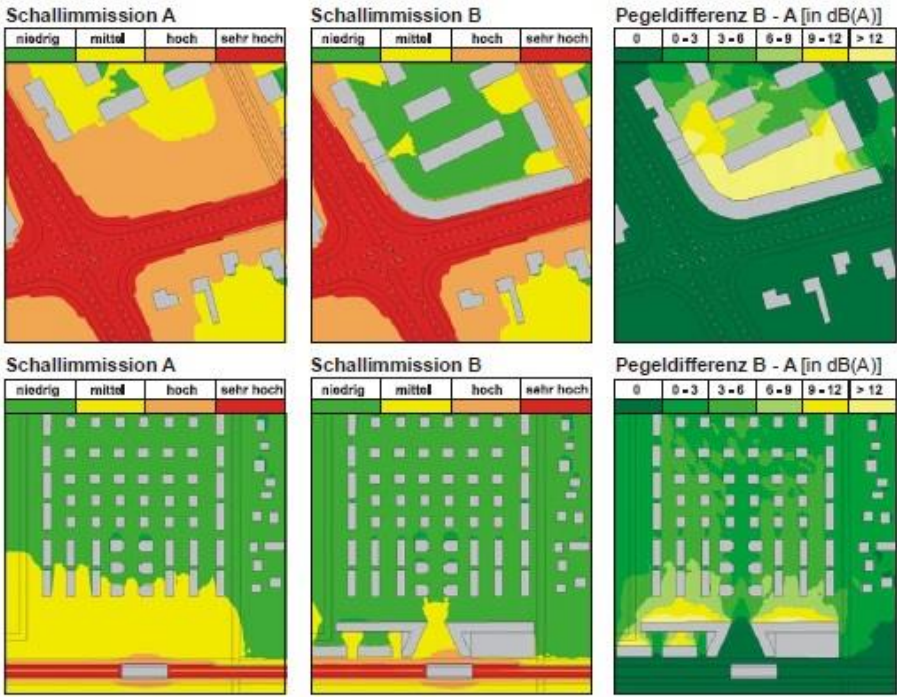 Schallimmission A
niedrig mittel hoch sehr hoch
Schallimmission B
niedrig mittel hoch sehr hoch
Pegeldifferenz B - A [in dB(A)]
0 0 - 3 3 - 6 6 - 9 9 - 12 > 12
Schallimmission A
niedrig mittel hoch sehr hoch
Schallimmission B
niedrig mittel hoch sehr hoch
Pegeldifferenz B - A [in dB(A)]
0 0 - 3 3 - 6 6 - 9 9 - 12 > 12